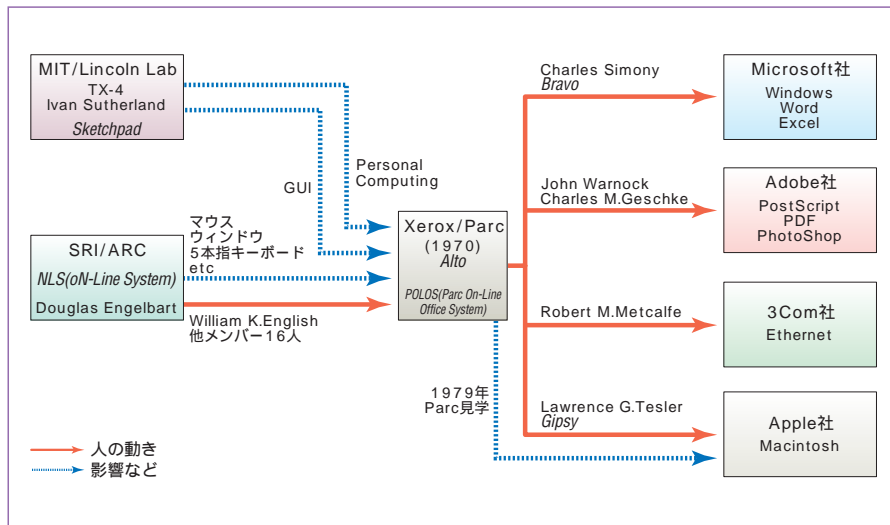 MIT/Lincoln Lab
TX-4
Ivan Sutherland
Sketchpad
GUI
Personal
Computing
SRI/ARC
NLS(oN-Line System)
Douglas Engelbart
マウス
ウィンドウ
5本指キーボード
etc
William K.English
他メンバー16人
Xerox/Parc
(1970)
Alto
POLOS(Parc On-Line
Office System)
Charles Simony
Bravo
Microsoft社
Windows
Word
Excel
John Warnock
Charles M.Geschke
Adobe社
PostScript
PDF
PhotoShop
Robert M.Metcalfe
3Com社
Ethernet
1979年
Parc見学
Lawrence G.Tesler
Gipsy
Apple社
Macintosh
人の動き
影響など